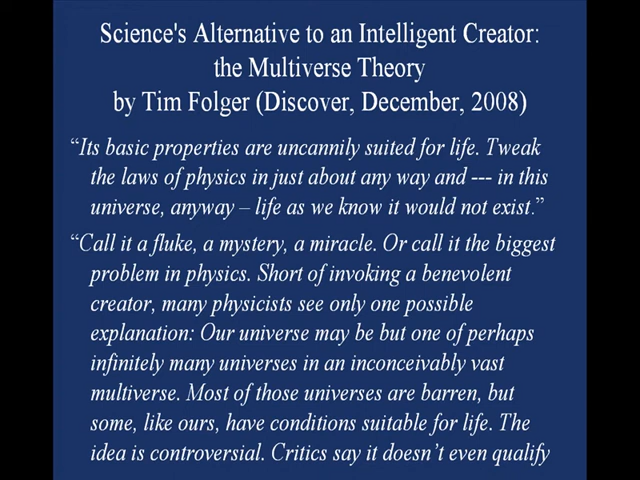 Science's Alternative to an Intelligent Creator:
the Multiverse Theory
by Tim Folger (Discover, December, 2008)
“Its basic properties are uncannily suited for life. Tweak
the laws of physics in just about any way and --- in this
universe, anyway – life as we know it would not exist.”
“Call it a fluke, a mystery, a miracle. Or call it the biggest
problem in physics. Short of invoking a benevolent
creator, many physicists see only one possible
explanation: Our universe may be but one of perhaps
infinitely many universes in an inconceivably vast
multiverse. Most of those universes are barren, but
some, like ours, have conditions suitable for life. The
idea is controversial. Critics say it doesn’t even qualify